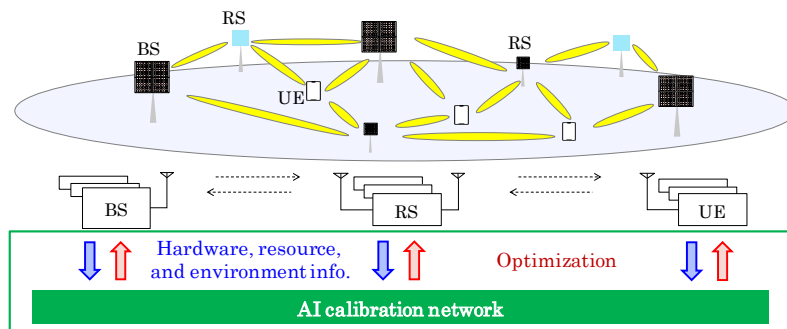 RS
BS
RS
UE
BS
RS
UE
Hardware, resource,
and environment info.
Optimization
AI calibration network